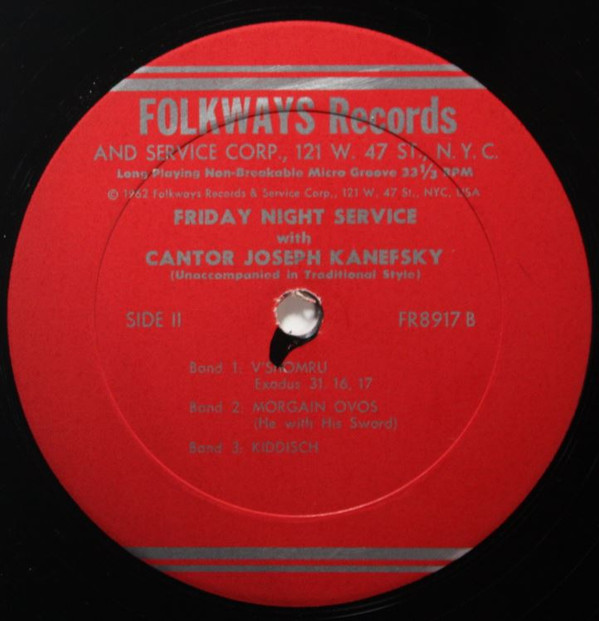 FOLKWAYS Records
AND SERVICE CORP., 121 W. 47 ST., N. Y. C.
Long Playing Non-Breakable Micro Groove 33 1/3 RPM
© 1962 Folkways Records & Service Corp., 121 W. 47 St., NYC, USA
FRIDAY NIGHT SERVICE
with
CANTOR JOSEPH KANEFSKY
(Unaccompanied in Traditional Style)
SIDE II FR8917 B
Band 1: V'SHOMRU
Exodus 31. 16, 17
Band 2: MORGAIN OVOS
(He with His Sword)
Band 3: KIDDISCH